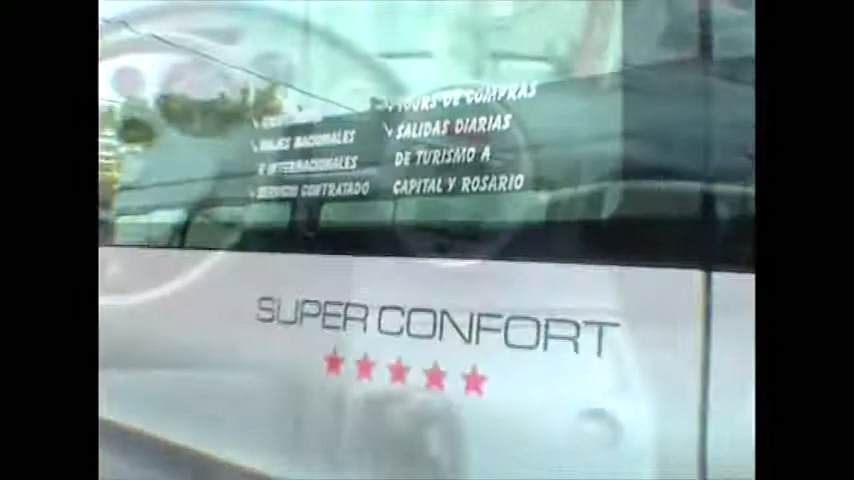 VIAJES NACIONALES
E INTERNACIONALES
SERVICIO CONTRATADO
TOURS DE COMPRAS
SALIDAS DIARIAS
DE TURISMO A
CAPITAL Y ROSARIO
SUPER CONFORT